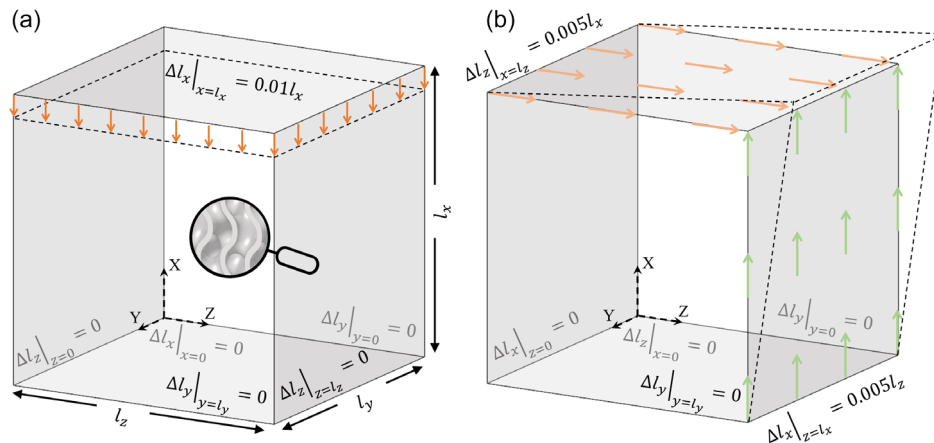 (a)
Δl_x|_{x=l_x} = 0.01l_x
l_x
X
Y
Z
Δl_z|_{z=0} = 0
Δl_x|_{x=0} = 0
Δl_y|_{y=0} = 0
Δl_y|_{y=l_y} = 0
Δl_z|_{z=l_z} = 0
l_z
l_y
(b)
Δl_z|_{x=l_x} = 0.005l_x
X
Y
Z
Δl_x|_{z=0} = 0
Δl_z|_{x=0} = 0
Δl_y|_{y=0} = 0
Δl_y|_{y=l_y} = 0
Δl_x|_{z=l_x} = 0.005l_z